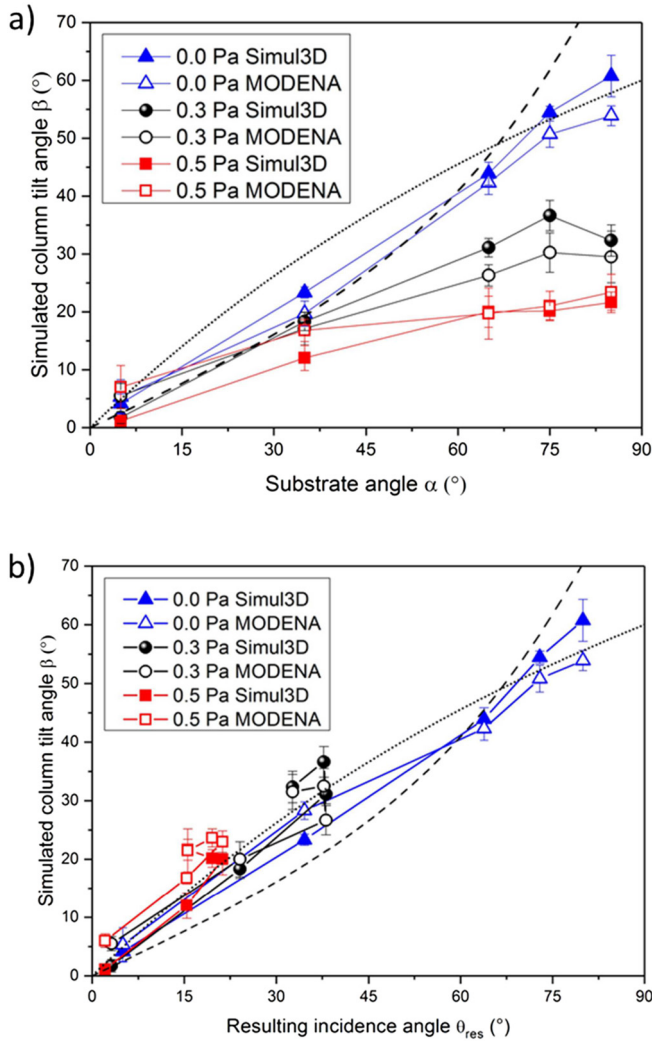 a)
70
60
50
40
30
20
10
0
Simulated column tilt angle β (°)
0.0 Pa Simul3D
0.0 Pa MODENA
0.3 Pa Simul3D
0.3 Pa MODENA
0.5 Pa Simul3D
0.5 Pa MODENA
0 15 30 45 60 75 90
Substrate angle α (°)
b)
70
60
50
40
30
20
10
0
Simulated column tilt angle β (°)
0.0 Pa Simul3D
0.0 Pa MODENA
0.3 Pa Simul3D
0.3 Pa MODENA
0.5 Pa Simul3D
0.5 Pa MODENA
0 15 30 45 60 75 90
Resulting incidence angle θres (°)